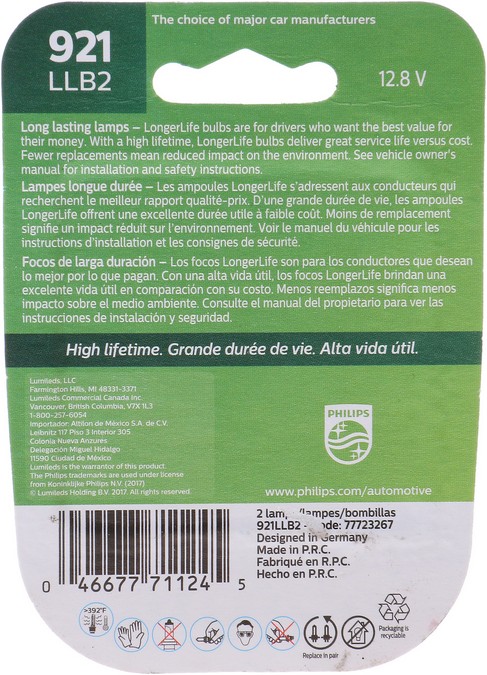 921
LLB2
The choice of major car manufacturers
12.8 V
Long lasting lamps – LongerLife bulbs are for drivers who want the best value for
their money. With a high lifetime, LongerLife bulbs deliver great service life versus cost.
Fewer replacements mean reduced impact on the environment. See vehicle owner's
manual for installation and safety instructions.
Lampes longue durée – Les ampoules LongerLife s'adressent aux conducteurs qui
recherchent le meilleur rapport qualité-prix. D'une grande durée de vie, les ampoules
LongerLife offrent une excellente durée utile à faible coût. Moins de remplacement
signifie un impact réduit sur l'environnement. Voir le manuel du véhicule pour les
instructions d'installation et les consignes de sécurité.
Focos de larga duración – Los focos LongerLife son para los conductores que desean
lo mejor por lo que pagan. Con una alta vida útil, los focos LongerLife brindan una
excelente vida útil en comparación con su costo. Menos reemplazos significa menos
impacto sobre el medio ambiente. Consulte el manual del propietario para ver las
instrucciones de instalación y seguridad.
High lifetime. Grande durée de vie. Alta vida útil.
Lumileds, LLC
Farmington Hills, MI 48331-3371
Lumileds Commercial Canada Inc
Vancouver, British Columbia, V7X 1L3
1-800-257-6054
Importador: Altilon de México S.A. de C.V.
Leibnitz 117 Piso 3 Interior 305
Colonia Nueva Anzures
Delegación Miguel Hidalgo
11590 Ciudad de México
Lumileds is the warrantor of this product.
The Philips trademarks are used under license
from Koninklijke Philips N.V. (2017)
© Lumileds Holding B.V. 2017. All rights reserved.
PHILIPS
www.philips.com/automotive
2 /lampes/bombillas
921LLB2 - 77723267
Designed in Germany
Made in P.R.C.
Fabriqué en R.P.C.
Hecho en P.R.C.
0 46677 71124 5
>392°F
Replace in pair
Packaging is
recyclable